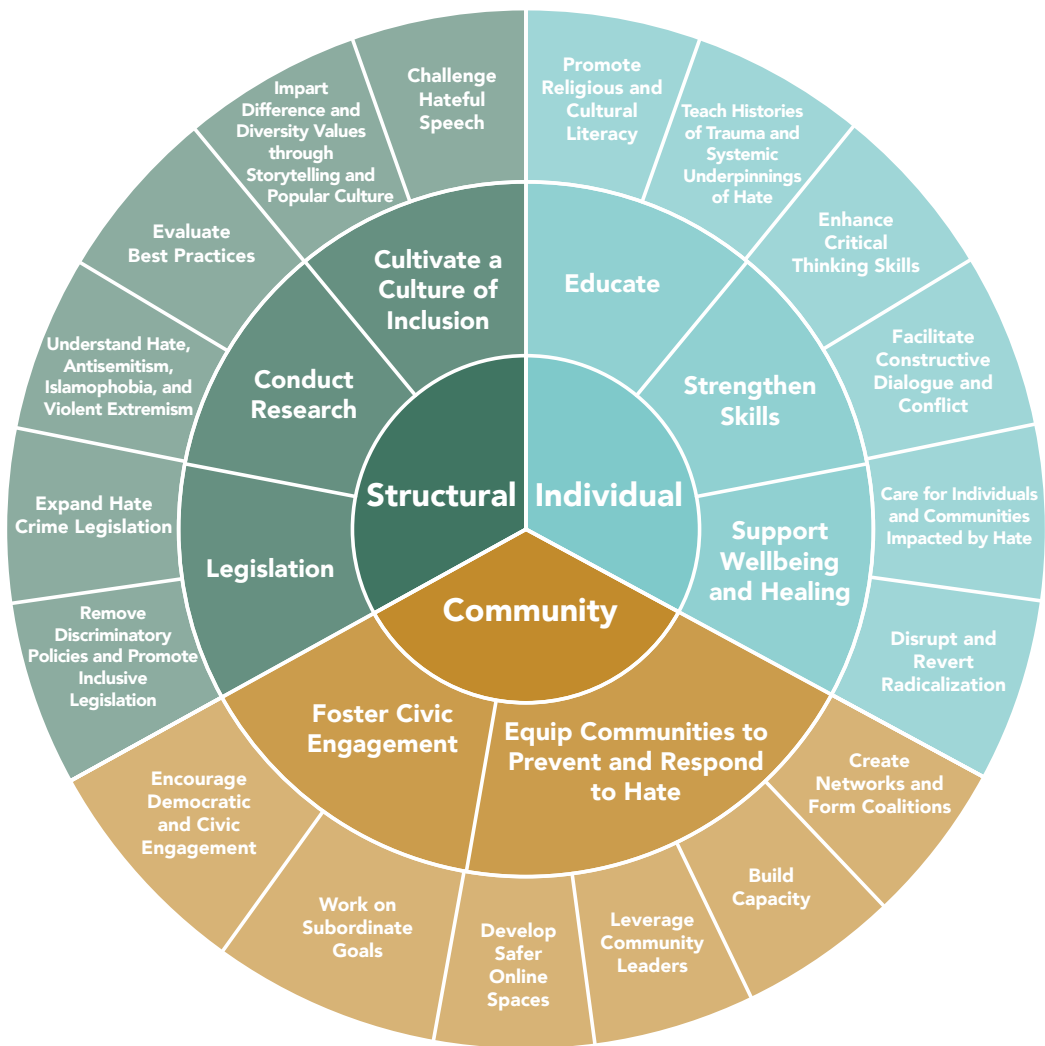 Structural
Individual
Community
Educate
Strengthen
Skills
Support
Wellbeing
and Healing
Equip Communities to
Prevent and Respond
to Hate
Foster Civic
Engagement
Legislation
Conduct
Research
Cultivate a
Culture of
Inclusion
Promote
Religious and
Cultural
Literacy
Teach Histories
of Trauma and
Systemic
Underpinnings
of Hate
Enhance
Critical
Thinking Skills
Facilitate
Constructive
Dialogue and
Conflict
Care for Individuals
and Communities
Impacted by Hate
Disrupt and
Revert
Radicalization
Create
Networks and
Form Coalitions
Build
Capacity
Leverage
Community
Leaders
Develop
Safer
Online
Spaces
Work on
Subordinate
Goals
Encourage
Democratic
and Civic
Engagement
Remove
Discriminatory
Policies and Promote
Inclusive
Legislation
Expand Hate
Crime Legislation
Understand Hate,
Antisemitism,
Islamophobia, and
Violent Extremism
Evaluate
Best Practices
Impart
Difference and
Diversity Values
through
Storytelling and
Popular Culture
Challenge
Hateful
Speech